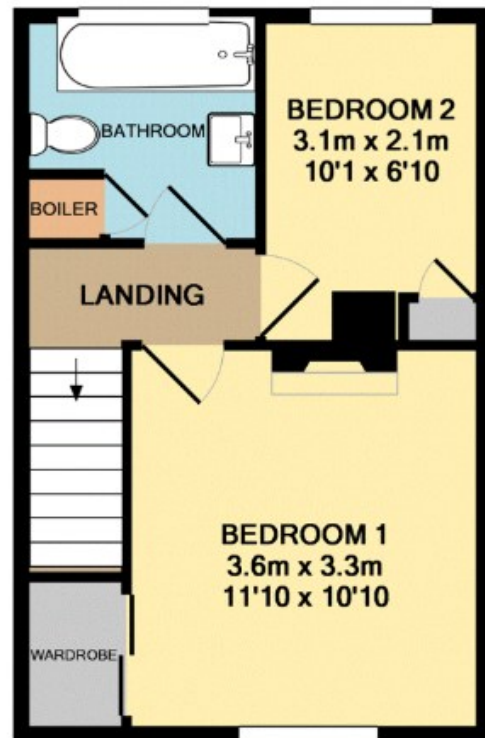 BATHROOM
BEDROOM 2
3.1m x 2.1m
10'1 x 6'10
BOILER
LANDING
BEDROOM 1
3.6m x 3.3m
11'10 x 10'10
WARDROBE